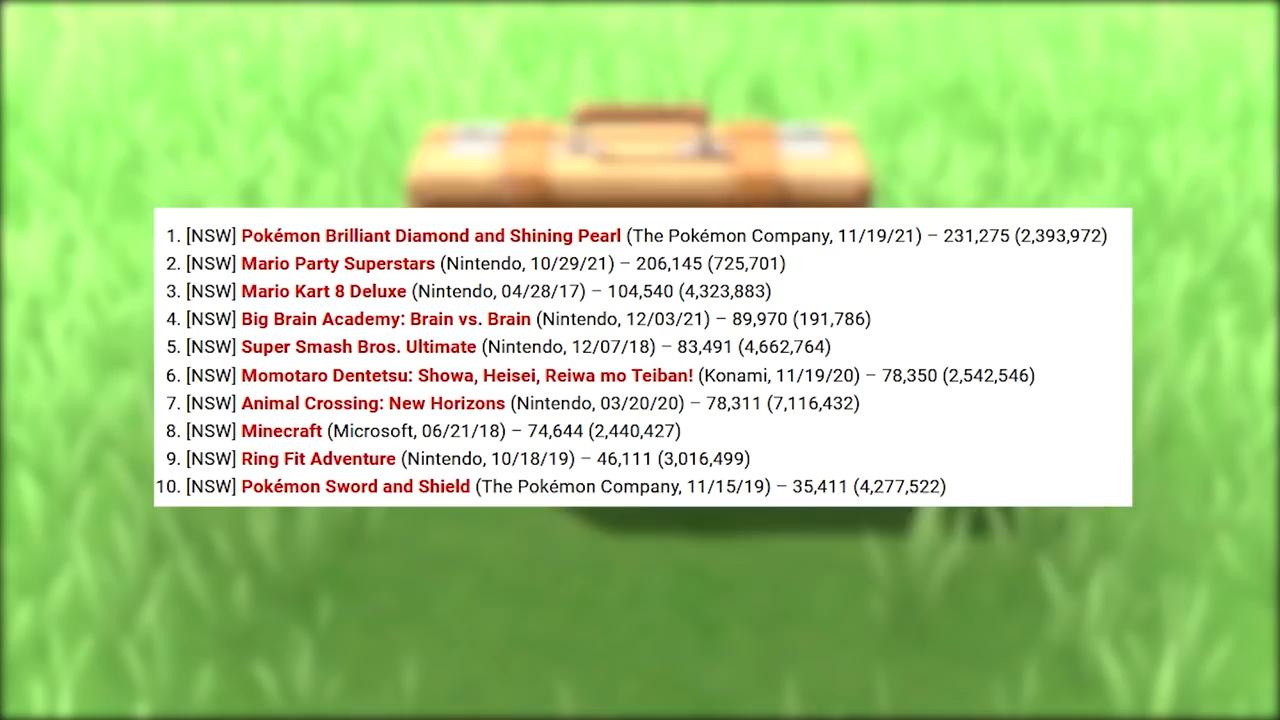 1. [NSW] Pokémon Brilliant Diamond and Shining Pearl (The Pokémon Company, 11/19/21) – 231,275 (2,393,972)
2. [NSW] Mario Party Superstars (Nintendo, 10/29/21) – 206,145 (725,701)
3. [NSW] Mario Kart 8 Deluxe (Nintendo, 04/28/17) – 104,540 (4,323,883)
4. [NSW] Big Brain Academy: Brain vs. Brain (Nintendo, 12/03/21) – 89,970 (191,786)
5. [NSW] Super Smash Bros. Ultimate (Nintendo, 12/07/18) – 83,491 (4,662,764)
6. [NSW] Momotaro Dentetsu: Showa, Heisei, Reiwa mo Teiban! (Konami, 11/19/20) – 78,350 (2,542,546)
7. [NSW] Animal Crossing: New Horizons (Nintendo, 03/20/20) – 78,311 (7,116,432)
8. [NSW] Minecraft (Microsoft, 06/21/18) – 74,644 (2,440,427)
9. [NSW] Ring Fit Adventure (Nintendo, 10/18/19) – 46,111 (3,016,499)
10. [NSW] Pokémon Sword and Shield (The Pokémon Company, 11/15/19) – 35,411 (4,277,522)